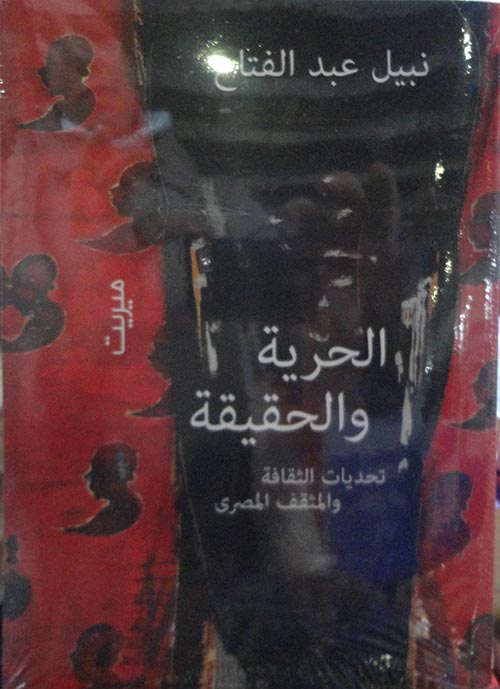 نبيل عبد الفتاح
ميريت
الحرية
والحقيقة
تحديات الثقافة
والمثقف المصرى